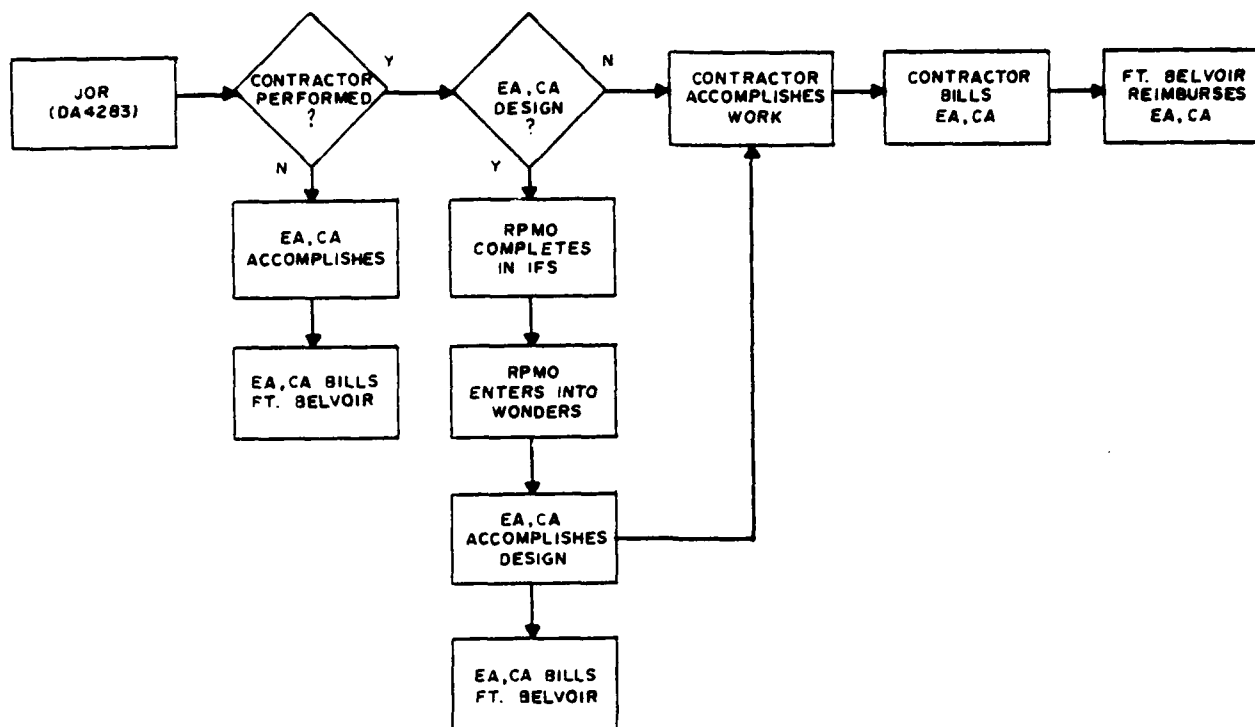 JOR
(DA4283)
CONTRACTOR
PERFORMED
?
Y
N
EA,CA
DESIGN
?
N
Y
CONTRACTOR
ACCOMPLISHES
WORK
CONTRACTOR
BILLS
EA,CA
FT. BELVOIR
REIMBURSES
EA,CA
EA,CA
ACCOMPLISHES
EA,CA BILLS
FT. BELVOIR
RPMO
COMPLETES
IN IFS
RPMO
ENTERS INTO
WONDERS
EA,CA
ACCOMPLISHES
DESIGN
EA,CA BILLS
FT. BELVOIR